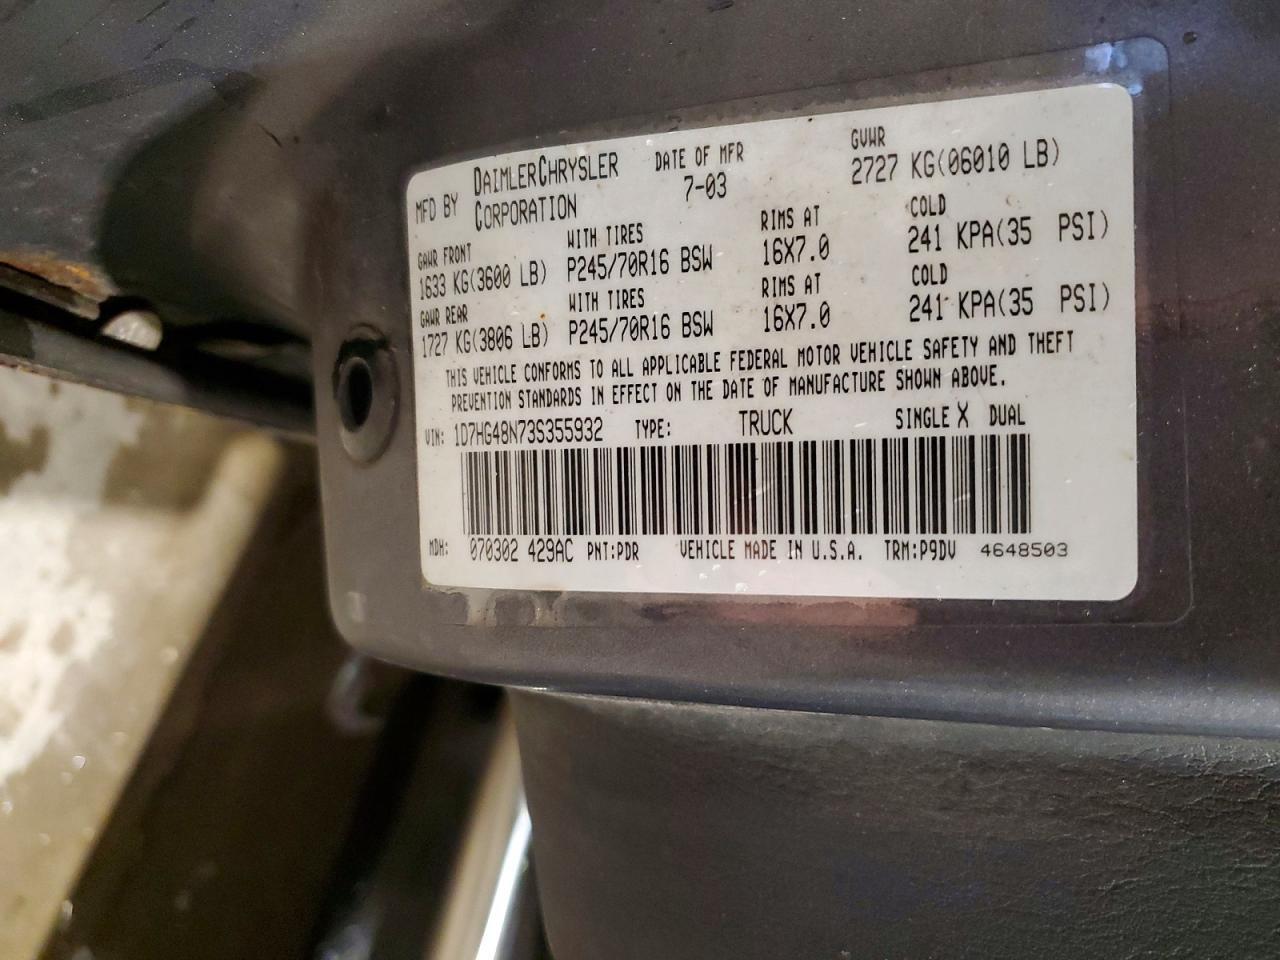 MFD BY DAIMLERCHRYSLER CORPORATION DATE OF MFR 7-03 GVWR 2727 KG(06010 LB)
GAWR FRONT WITH TIRES RIMS AT COLD
1633 KG(3600 LB) P245/70R16 BSW 16X7.0 241 KPA(35 PSI)
GAWR REAR WITH TIRES RIMS AT COLD
1727 KG(3806 LB) P245/70R16 BSW 16X7.0 241 KPA(35 PSI)
THIS VEHICLE CONFORMS TO ALL APPLICABLE FEDERAL MOTOR VEHICLE SAFETY AND THEFT
PREVENTION STANDARDS IN EFFECT ON THE DATE OF MANUFACTURE SHOWN ABOVE.
VIN: 1D7HG48N73S355932 TYPE: TRUCK SINGLE X DUAL
MDH: 070302 429AC PNT:PDR VEHICLE MADE IN U.S.A. TRM:P9DV 4648503